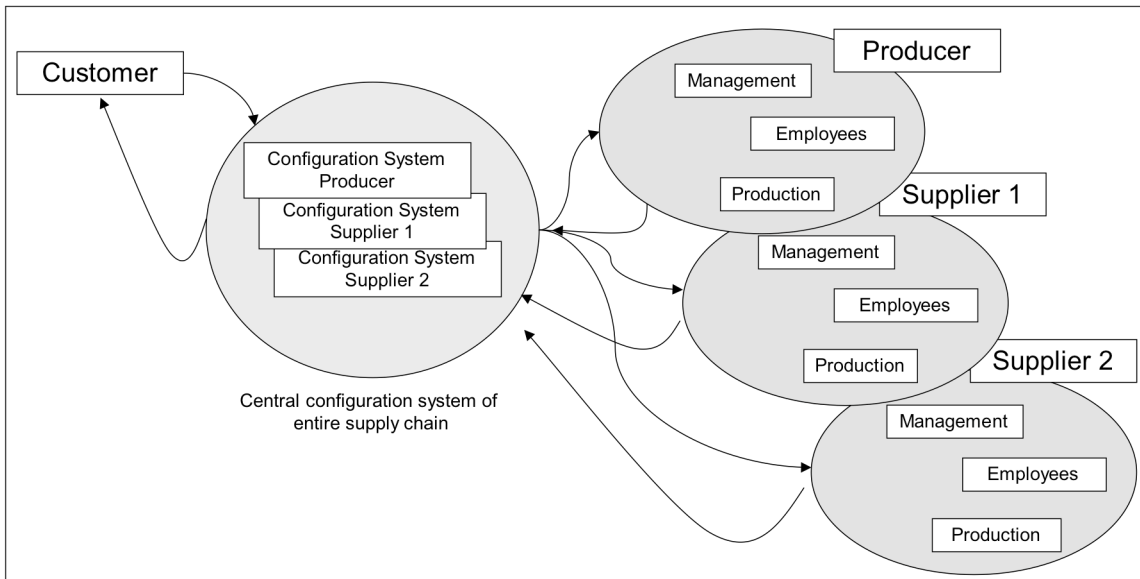 Customer
Configuration System
Producer
Configuration System
Supplier 1
Configuration System
Supplier 2
Central configuration system of
entire supply chain
Producer
Management
Employees
Production
Supplier 1
Management
Employees
Production
Supplier 2
Management
Employees
Production